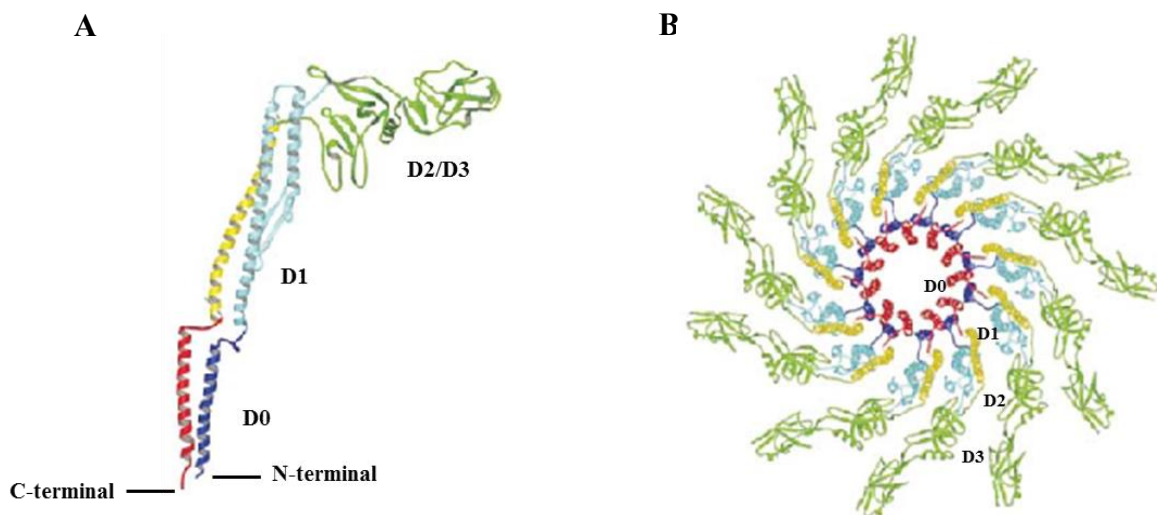 A
D2/D3
D1
D0
N-terminal
C-terminal
B
D0
D1
D2
D3